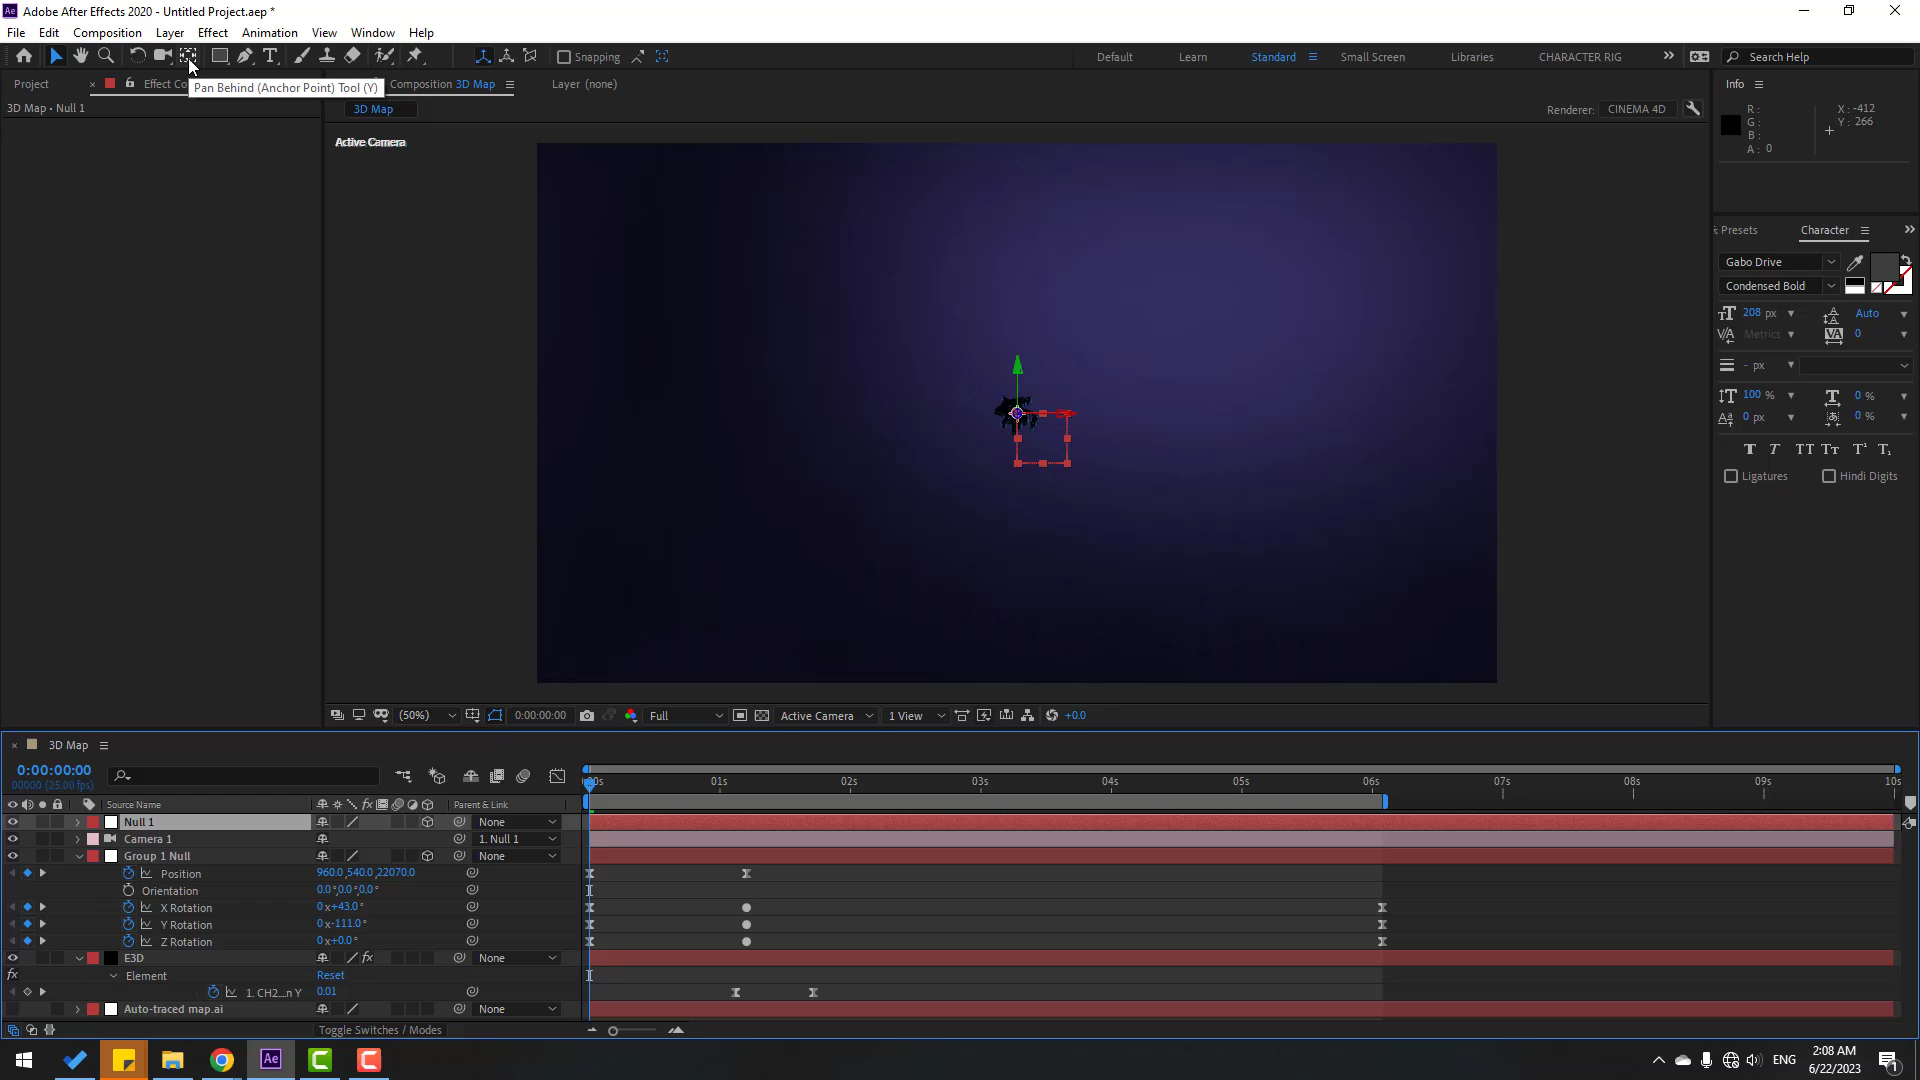 Adobe After Effects 2020 - Untitled Project.aep *
File Edit Composition Layer Effect Animation View Window Help
Snapping
Default Learn Standard Small Screen Libraries CHARACTER RIG
Search Help
Pan Behind (Anchor Point) Tool (Y)
Project
Effect Co
Composition 3D Map
Layer (none)
3D Map • Null 1
3D Map
Renderer: CINEMA 4D
Active Camera
Info
R :
G :
B :
A : 0
X : -412
Y : 266
Presets
Character
Gabo Drive
Condensed Bold
208 px
Auto
Metrics
0
- px
100 %
0 %
0 px
0 %
Ligatures
Hindi Digits
(50%)
0:00:00:00
Full
Active Camera
1 View
+0.0
3D Map
0:00:00:00
00000 (25.00 fps)
01s 02s 03s 04s 05s 06s 07s 08s 09s 10s
Source Name
Parent & Link
Null 1 None
Camera 1 1. Null 1
Group 1 Null None
Position 960.0,540.0,22070.0
Orientation 0.0°,0.0°,0.0°
X Rotation 0x+43.0°
Y Rotation 0x-111.0°
Z Rotation 0x+0.0°
E3D None
Element Reset
1. CH2...n Y 0.01
Auto-traced map.ai None
Toggle Switches / Modes
ENG
2:08 AM
6/22/2023
1